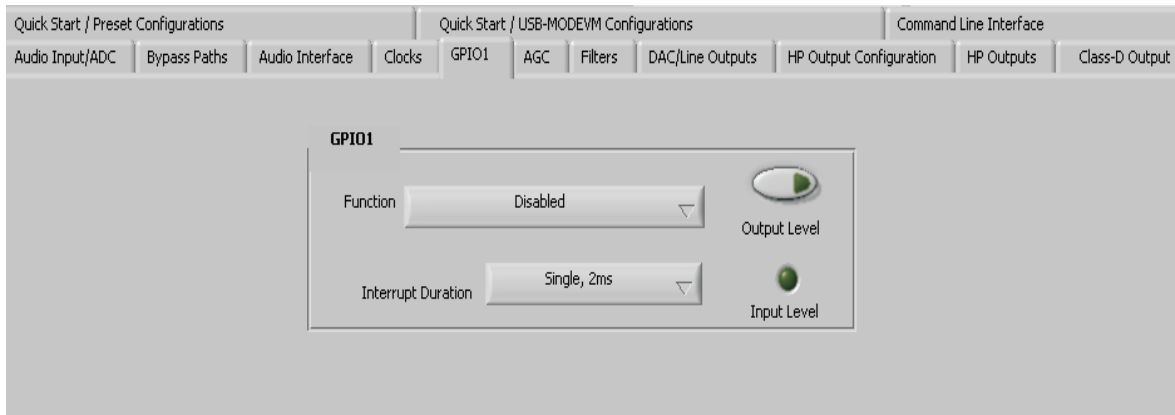 Quick Start / Preset Configurations Quick Start / USB-MODEVM Configurations Command Line Interface
Audio Input/ADC Bypass Paths Audio Interface Clocks GPIO1 AGC Filters DAC/Line Outputs HP Output Configuration HP Outputs Class-D Output
GPIO1
Function Disabled
Output Level
Interrupt Duration Single, 2ms
Input Level